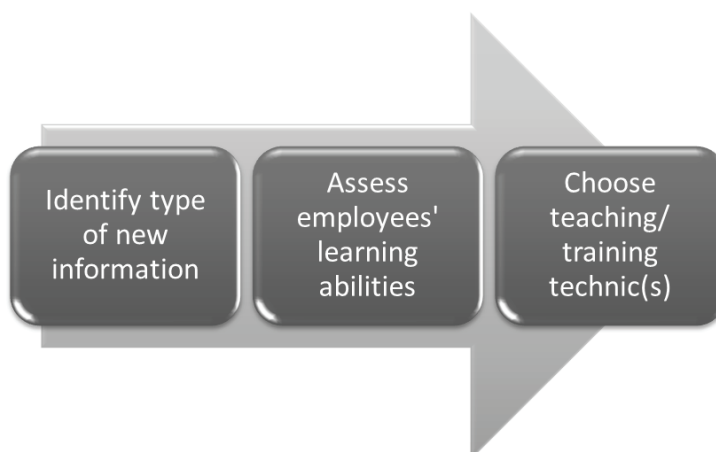 Identify type
of new
information
Assess
employees'
learning
abilities
Choose
teaching/
training
technic(s)